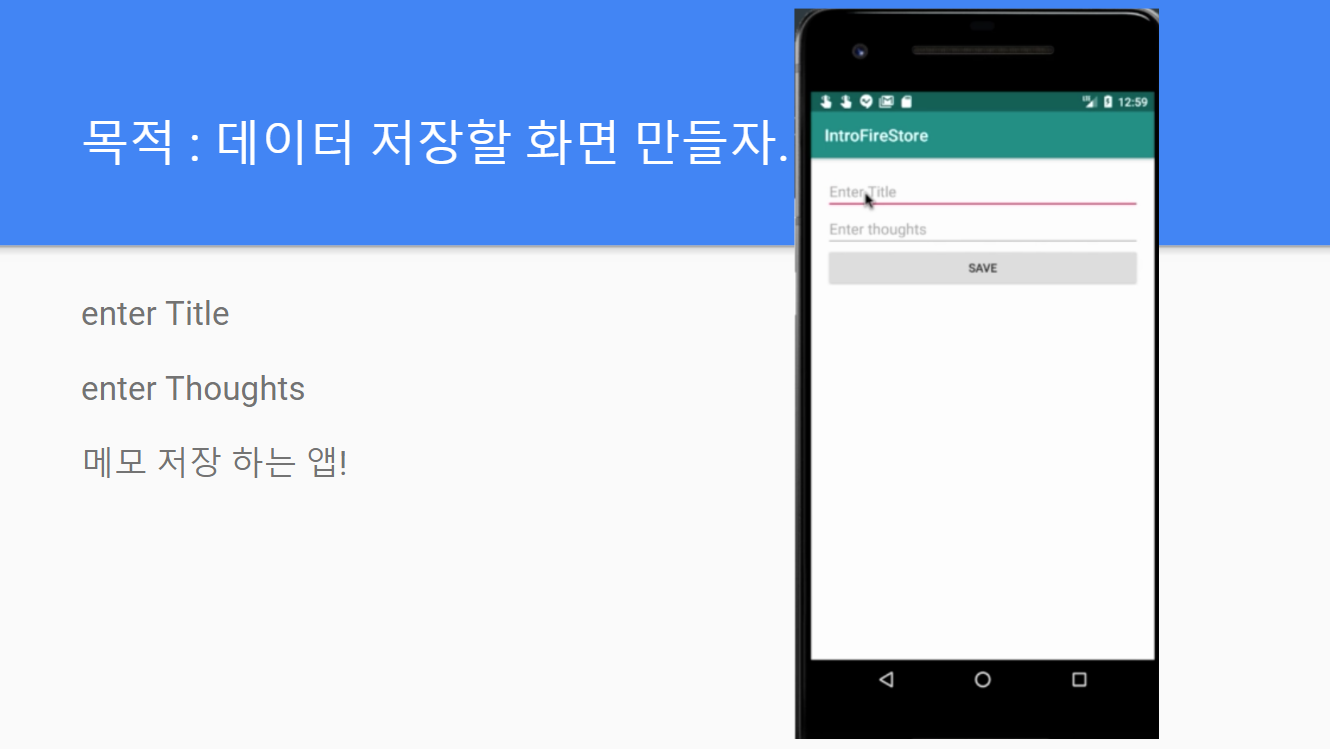 목적 : 데이터 저장할 화면 만들자.
enter Title
enter Thoughts
메모 저장 하는 앱!
12:59
IntroFireStore
Enter Title
Enter thoughts
SAVE